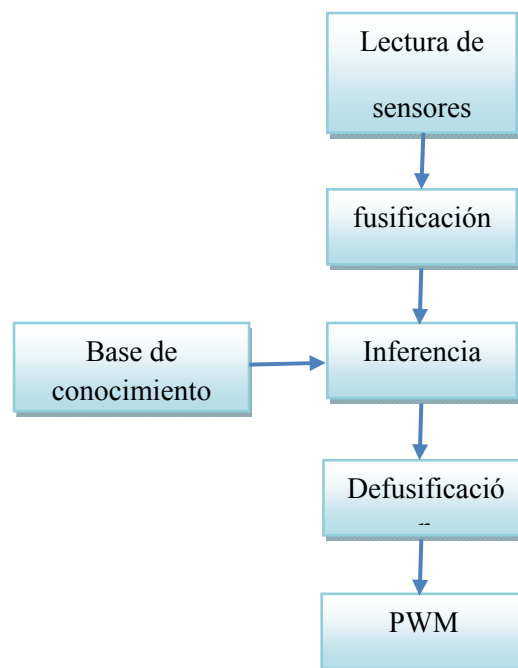 Lectura de
sensores
fusificación
Base de
conocimiento
Inferencia
Defusificació
PWM